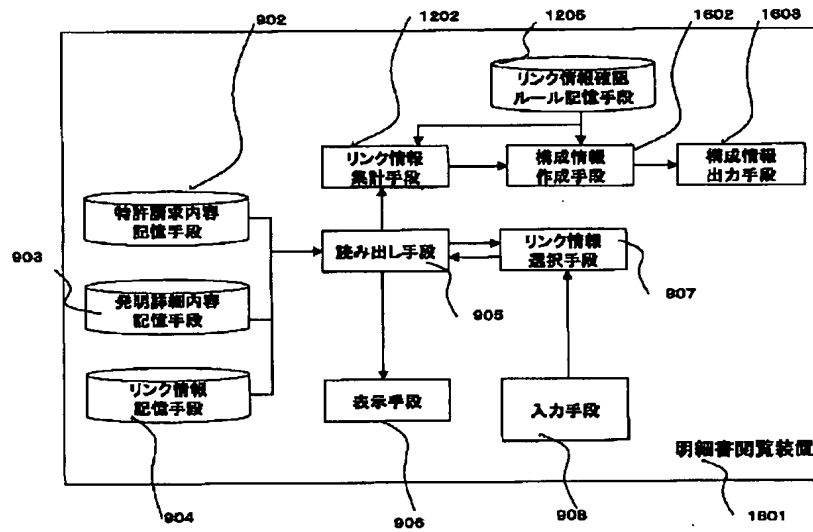 902
1202
1205
1602
1603
リンク情報確認
ルール記憶手段
リンク情報
集計手段
構成情報
作成手段
構成情報
出力手段
特許請求内容
記憶手段
903
読み出し手段
リンク情報
選択手段
907
905
発明詳細内容
記憶手段
リンク情報
記憶手段
表示手段
入力手段
明細書閲覧装置
904
906
908
1601